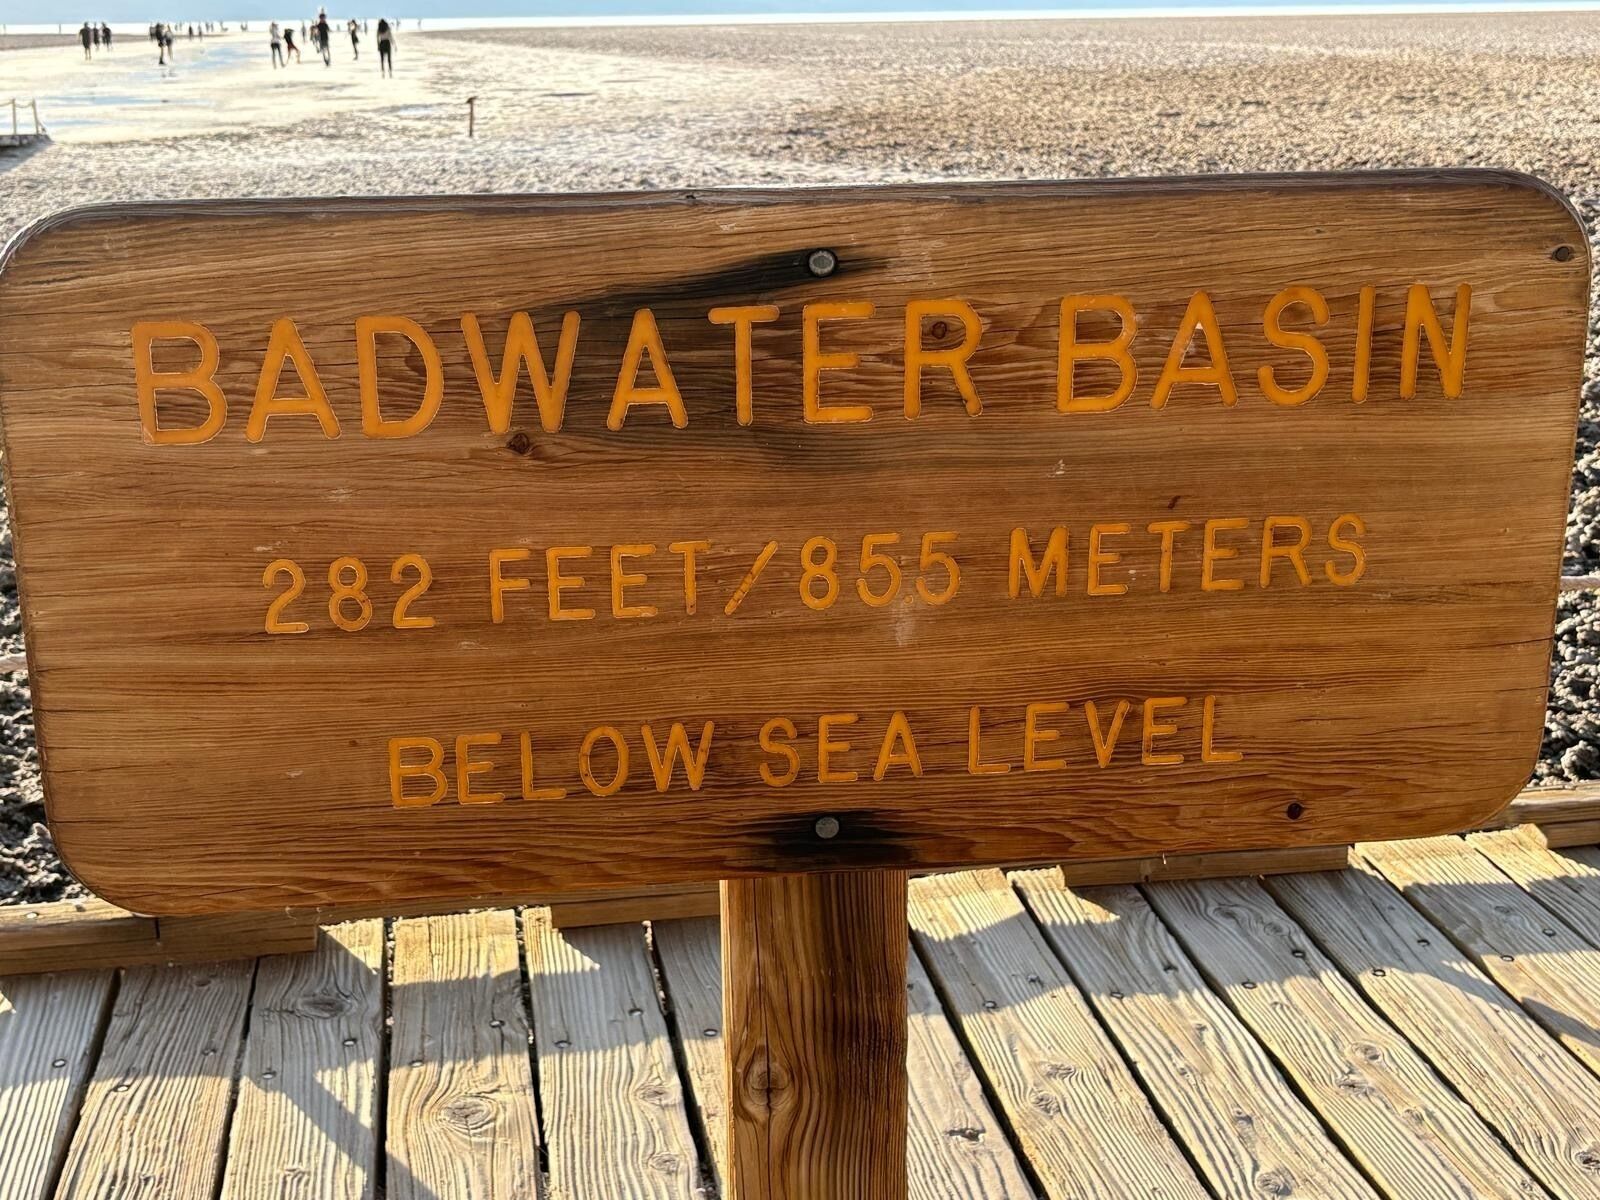 BADWATER BASIN
282 FEET/85.5 METERS
BELOW SEA LEVEL